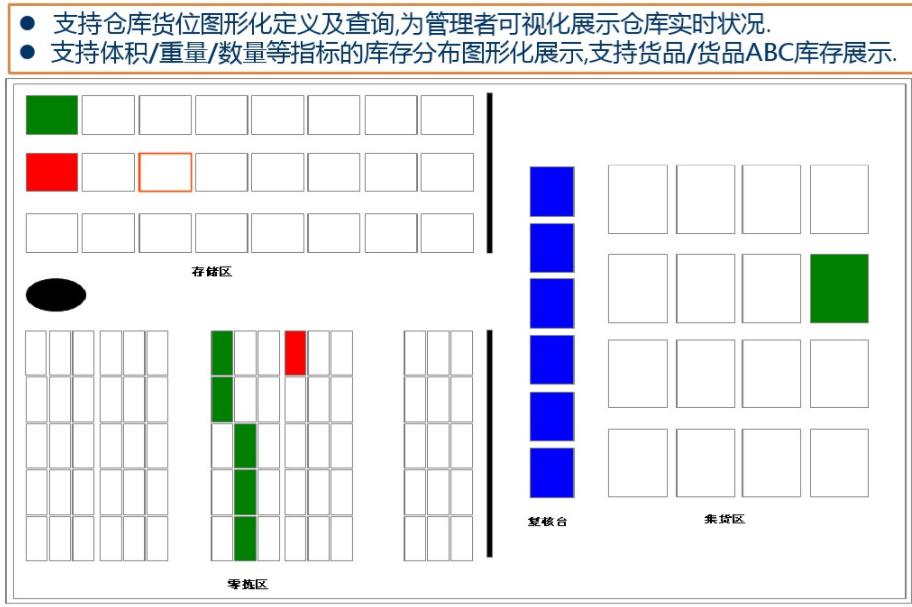 ● 支持仓库货位图形化定义及查询,为管理者可视化展示仓库实时状况.
● 支持体积/重量/数量等指标的库存分布图形化展示,支持货品/货品ABC库存展示.
存储区
复核台
集货区
零拣区